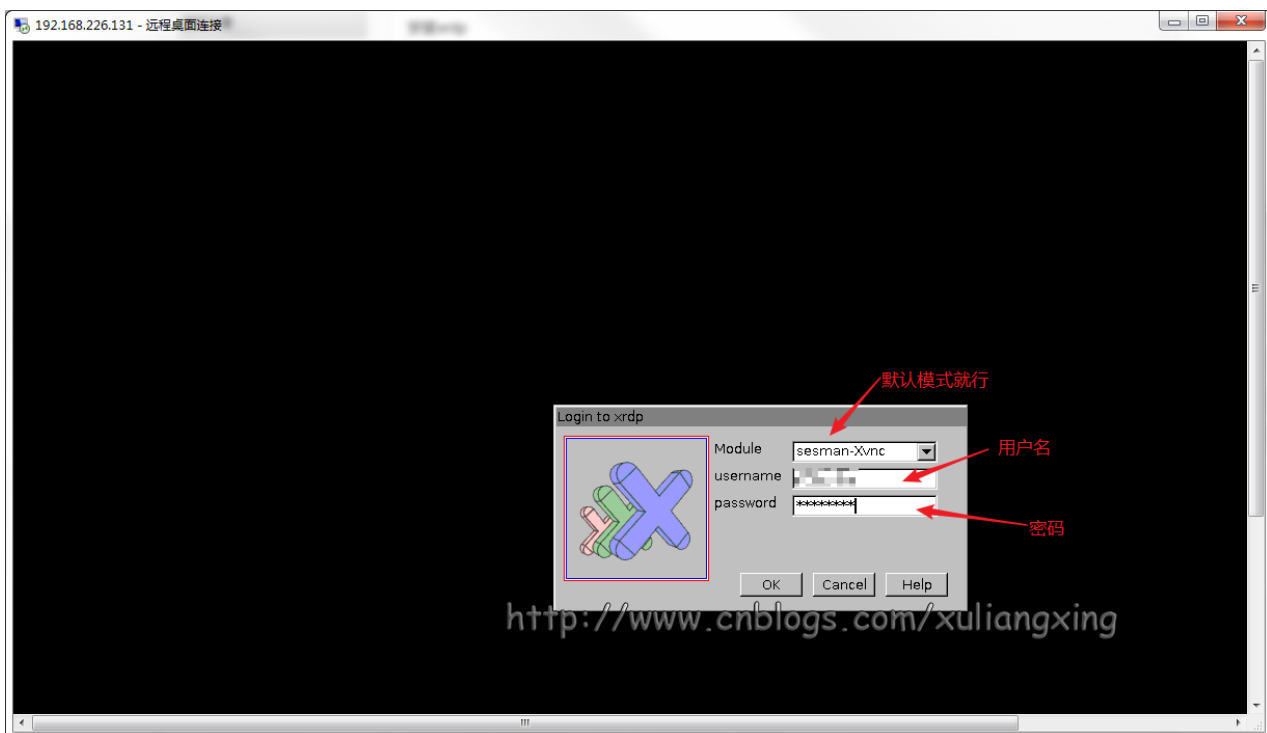 192.168.226.131 - 远程桌面连接
默认模式就行
Login to xrdp
Module
sesman-Xvnc
用户名
username
password
********
密码
OK
Cancel
Help
http://www.cnblogs.com/xuliangxing